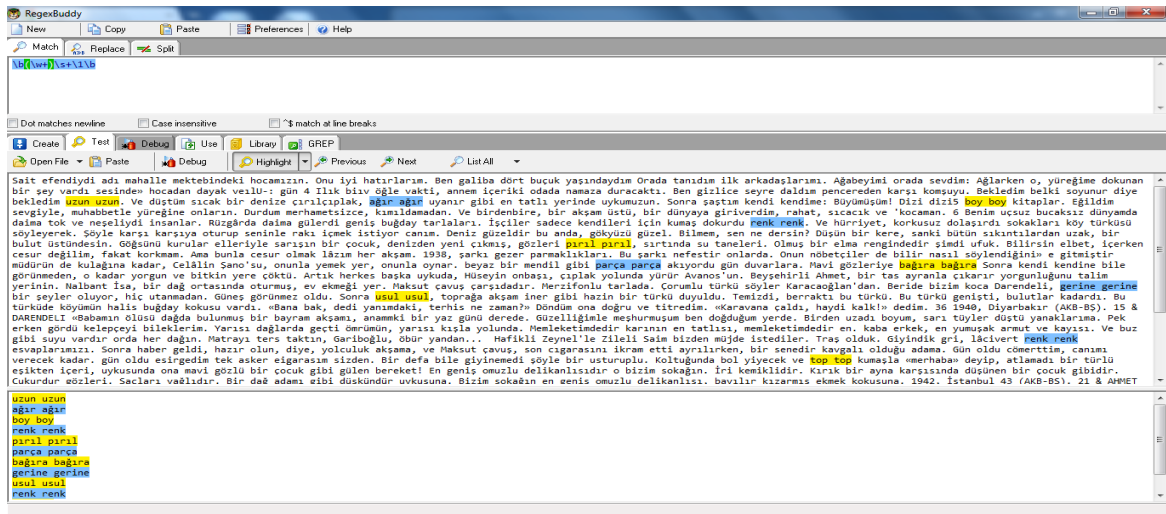 RegexBuddy
New Copy Paste Preferences Help
Match Replace Split
\b(\w+)\s+\1\b
Dot matches newline Case insensitive ^$ match at line breaks
Create Test Debug Use Library GREP
Open File Paste Debug Highlight Previous Next List All
Sait efendiydi adı mahalle mektebindeki hocamızın. Onu iyi hatırlarım. Ben galiba dört buçuk yaşındaydım Orada tanıdım ilk arkadaşlarımı. Ağabeyimi orada sevdim: Ağlarken o, yüreğime dokunan
bir şey vardı sesinde» hocadan dayak veılU-: gün 4 Ilık biıv öğle vakti, annem içeriki odada namaza duracaktı. Ben gizlice seyre daldım pencereden karşı komşuyu. Bekledim belki soyunur diye
bekledim uzun uzun. Ve düştüm sıcak bir denize çırılçıplak, ağır ağır uyanır gibi en tatlı yerinde uykumuzun. Sonra şaştım kendi kendime: Büyümüşüm! Dizi dizi5 boy boy kitaplar. Eğildim
sevgiyle, muhabbetle yüreğine onların. Durdum merhametsizce, kımıldamadan. Ve birdenbire, bir akşam üstü, bir dünyaya giriverdim, rahat, sıcacık ve 'kocaman. 6 Benim uçsuz bucaksız dünyamda
daima tok ve neşeliydi insanlar. Rüzgârda daima gülerdi geniş buğday tarlaları. İşçiler sadece kendileri için kumaş dokurdu renk renk. Ve hürriyet, korkusuz dolaşırdı sokakları köy türküsü
söyleyerek. Şöyle karşı karşıya oturup seninle rakı içmek istiyor canım. Deniz güzeldir bu anda, gökyüzü güzel. Bilmem, sen ne dersin? Düşün bir kere, sanki bütün sıkıntılardan uzak, bir
bulut üstündesin. Göğsünü kurular elleriyle sarışın bir çocuk, denizden yeni çıkmış, gözleri pırıl pırıl, sırtında su taneleri. Olmuş bir elma rengindedir şimdi ufuk. Bilirsin elbet, içerken
cesur değilim, fakat korkmam. Ama bunla cesur olmak lâzım her akşam. 1938, şarkı gezer parmaklıkları. Bu şarkı nefestir onlarda. Onun nöbetçiler de bilir nasıl söylendiğini» e gitmiştir
müdürün de kulağına kadar, Celâlin Şano'su, onunla yemek yer, onunla oynar. beyaz bir mendil gibi parça parça akıyordu gün duvarlara. Mavi gözleriye bağıra bağıra Sonra kendi kendine bile
görünmeden, o kadar yorgun ve bitkin yere çöktü. Artık herkes başka uykuda, Hüseyin onbaşı, çıplak yolunda yürür Avanos'un. Beyşehirli Ahmet, bir tas ayranla çıkarır yorgunluğunu talim
yerinin. Nalbant İsa, bir dağ ortasında oturmuş, ev ekmeği yer. Maksut çavuş çarşıdadır. Merzifonlu tarlada. Çorumlu türkü söyler Karacaoğlan'dan. Beride bizim koca Darendeli, gerine gerine
bir şeyler oluyor, hiç utanmadan. Güneş görünmez oldu. Sonra usul usul, toprağa akşam iner gibi hazin bir türkü duyuldu. Temizdi, berraktı bu türkü. Bu türkü genişti, bulutlar kadardı. Bu
türküde köyümün halis buğday kokusu vardı. «Bana bak, dedi yanımdaki, terhis ne zaman?» Döndüm ona doğru ve titredim. «Karavana çaldı, haydi kalk!» dedim. 36 1940, Diyarbakır (AKB-BŞ). 15 &
DARENDELİ «Babamın ölüsü dağda bulunmuş bir bayram akşamı, anammki bir yaz günü derede. Güzelliğimle meşhurmuşum ben doğduğum yerde. Birden uzadı boyum, sarı tüyler düştü yanaklarıma. Pek
erken gördü kelepçeyi bileklerim. Yarısı dağlarda geçti ömrümün, yarısı kışla yolunda. Memleketimdedir karının en tatlısı, memleketimdedir en. kaba erkek, en yumuşak armut ve kayısı. Ve buz
gibi suyu vardır orda her dağın. Matrayı ters taktın, Gariboğlu, öbür yandan... Hafikli Zeynel'le Zileli Saim bizden müjde istediler. Traş olduk. Giyindik gri, lâcivert renk renk
esvaplarımızı. Sonra haber geldi, hazır olun, diye, yolculuk akşama, ve Maksut çavuş, son cıgarasını ikram etti ayrılırken, bir senedir kavgalı olduğu adama. Gün oldu cömerttim, canımı
verecek kadar. gün oldu esirgedim tek asker eigarasım sizden. Bir defa bile giyinemedi şöyle bir usturuplu. Koltuğunda bol yiyecek ve top top kumaşla «merhaba» deyip, atlamadı bir türlü
eşikten içeri, uykusunda ona mavi gözlü bir çocuk gibi gülen bereket! En geniş omuzlu delikanlısıdır o bizim sokağın. İri kemiklidir. Kırık bir ayna karşısında düşünen bir çocuk gibidir.
Çukurdur gözleri. Saçları yağlıdır. Bir dağ adamı gibi düşkündür uykusuna. Bizim sokağın en geniş omuzlu delikanlısı, bayılır kızarmış ekmek kokusuna. 1942, İstanbul 43 (AKB-BŞ). 21 & AHMET
uzun uzun
ağır ağır
boy boy
renk renk
pırıl pırıl
parça parça
bağıra bağıra
gerine gerine
usul usul
renk renk